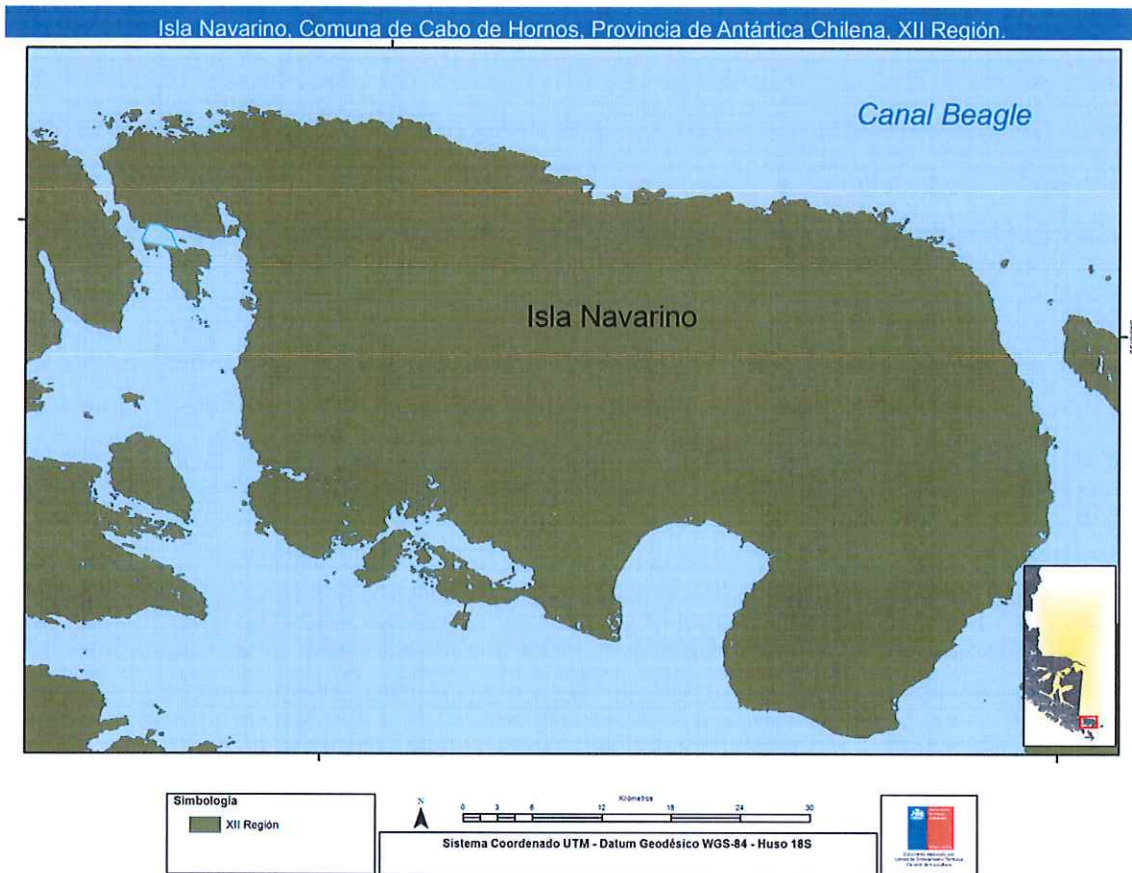 Isla Navarino, Comuna de Cabo de Hornos, Provincia de Antártica Chilena, XII Región.
Canal Beagle
Isla Navarino
Simbología
XII Región
N
Kilómetros
0 3 6 12 18 24 30
Sistema Coordenado UTM - Datum Geodésico WGS-84 - Huso 18S